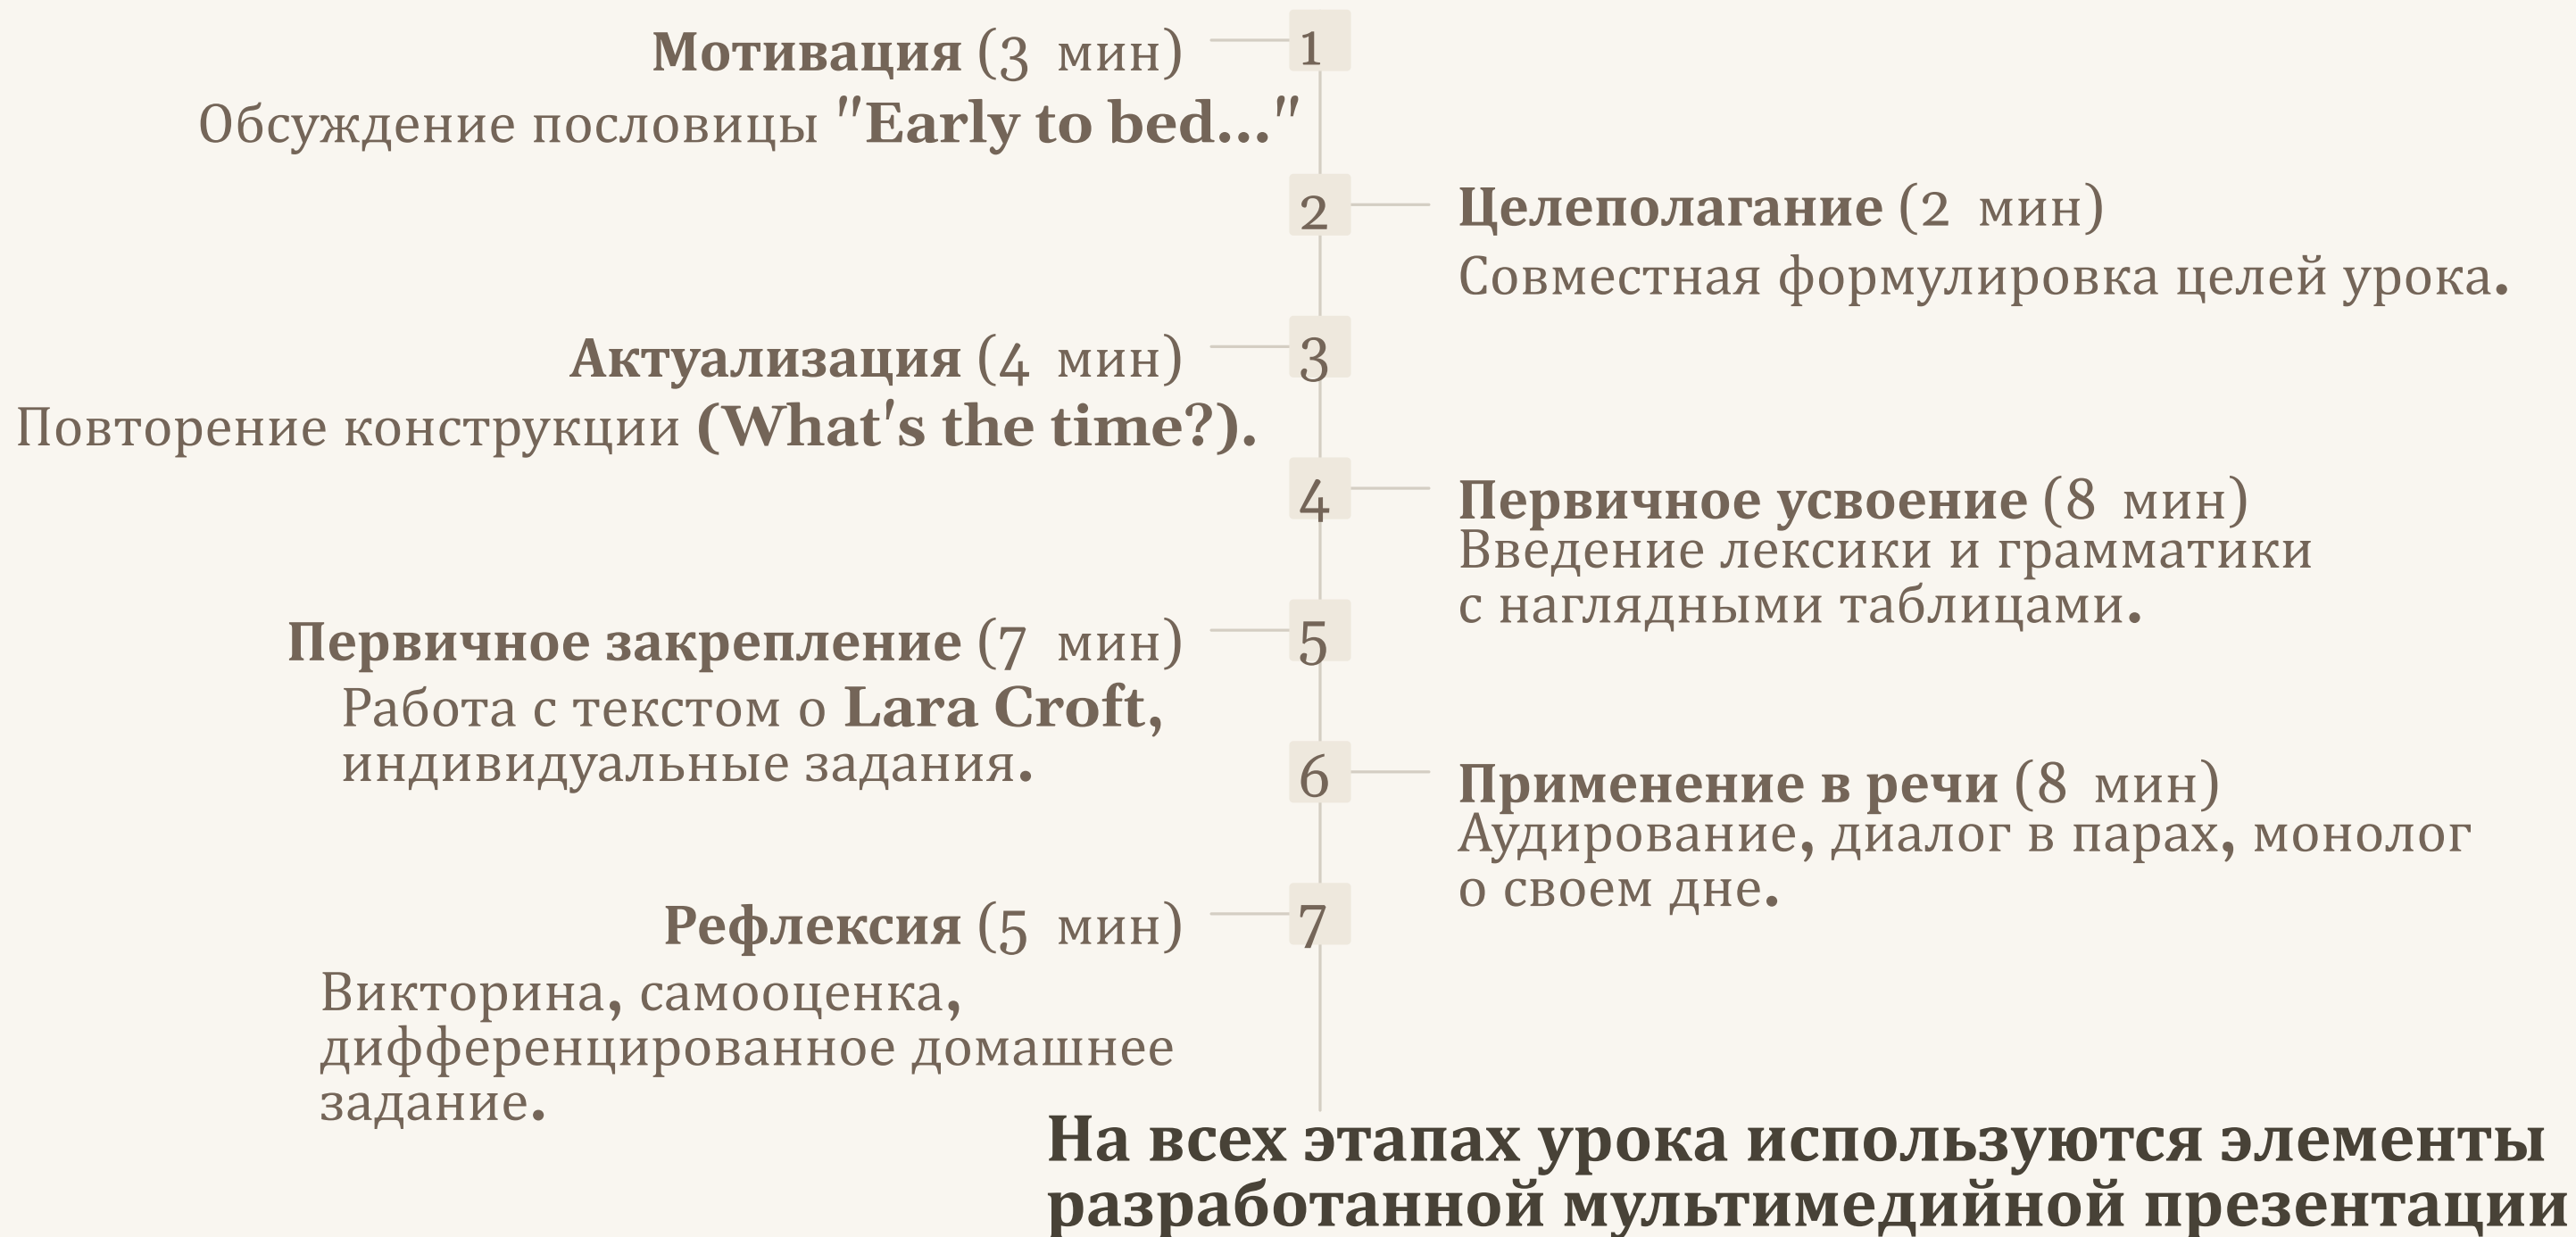 Мотивация (3 мин)
1
Обсуждение пословицы "Early to bed..."
2
Целеполагание (2 мин)
Совместная формулировка целей урока.
Актуализация (4 мин)
3
Повторение конструкции (What's the time?).
4
Первичное усвоение (8 мин)
Введение лексики и грамматики
с наглядными таблицами.
Первичное закрепление (7 мин)
5
Работа с текстом о Lara Croft,
индивидуальные задания.
6
Применение в речи (8 мин)
Аудирование, диалог в парах, монолог
о своем дне.
Рефлексия (5 мин)
7
Викторина, самооценка,
дифференцированное домашнее
задание.
На всех этапах урока используются элементы
разработанной мультимедийной презентации